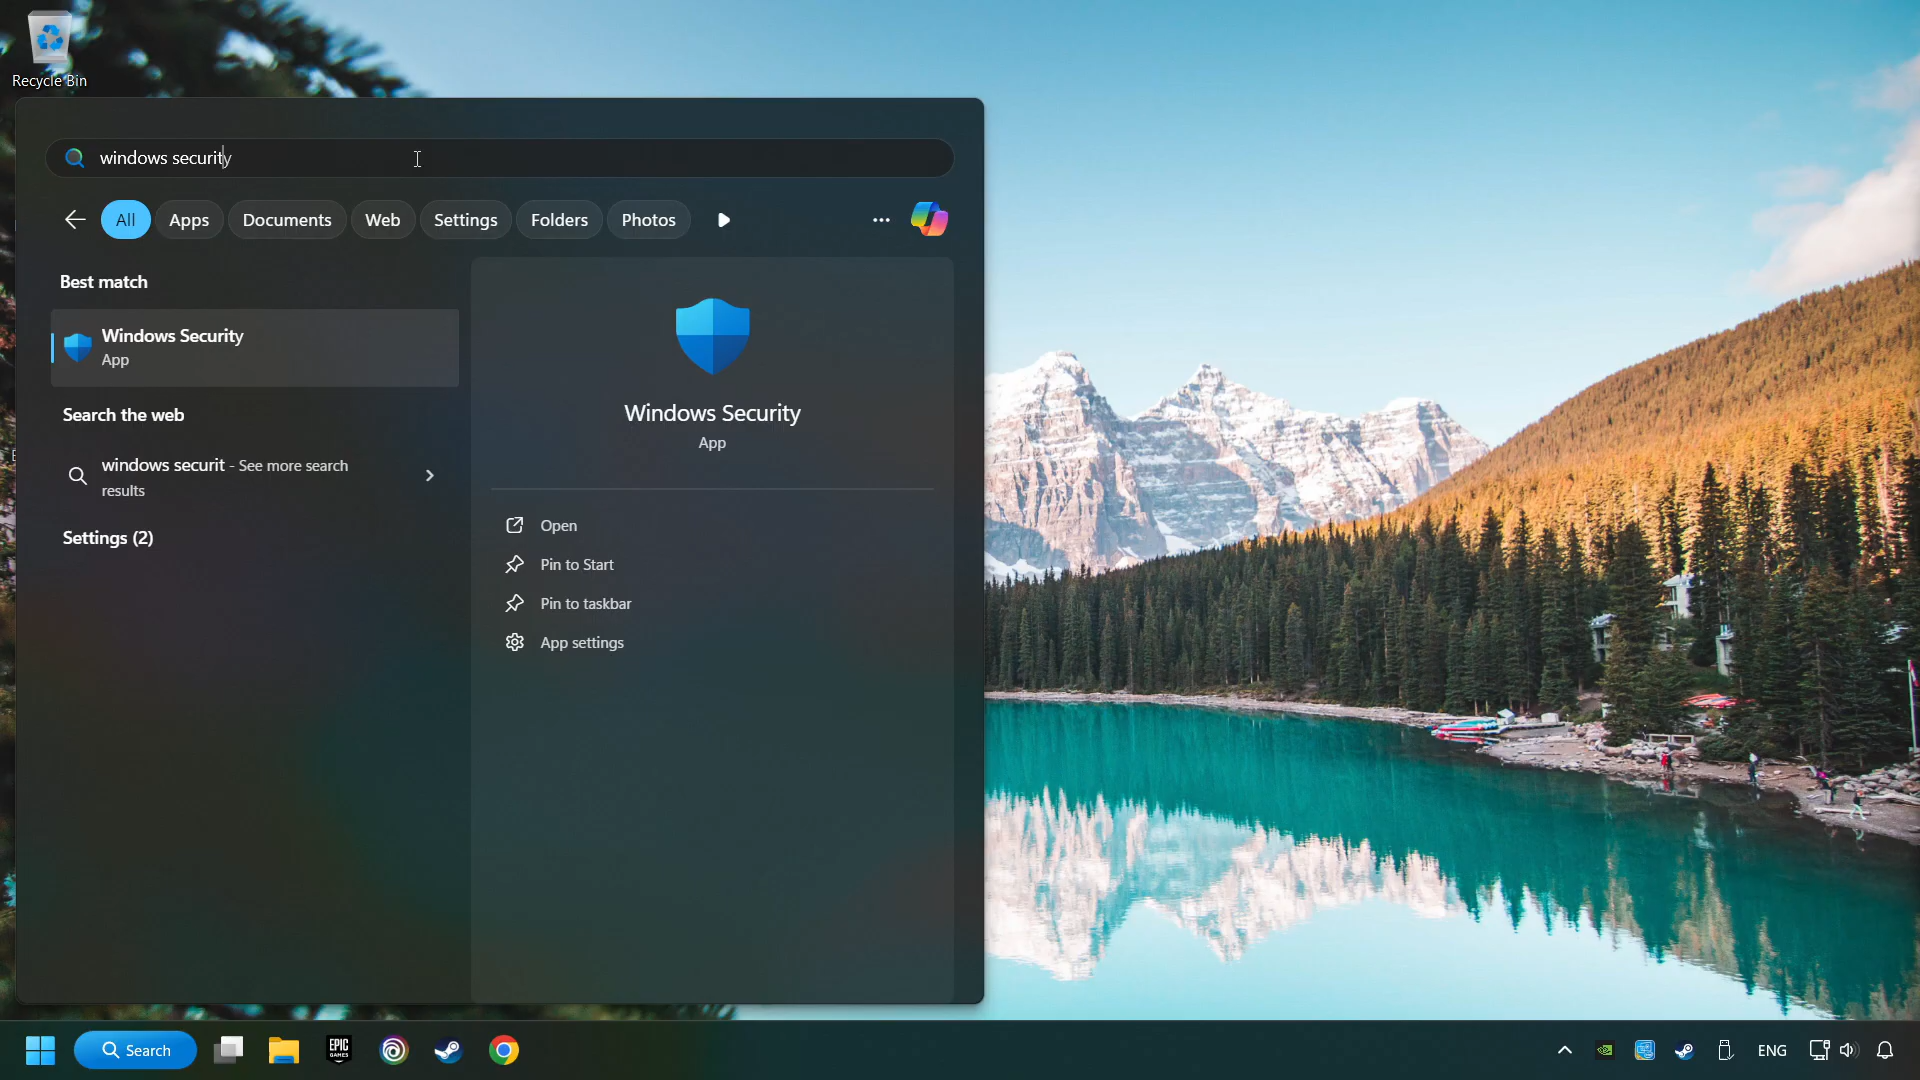 Recycle Bin
windows security
All
Apps
Documents
Web
Settings
Folders
Photos
Best match
Windows Security
App
Search the web
windows securit - See more search
results
Settings (2)
Windows Security
App
Open
Pin to Start
Pin to taskbar
App settings
Search
EPIC
GAMES
ENG